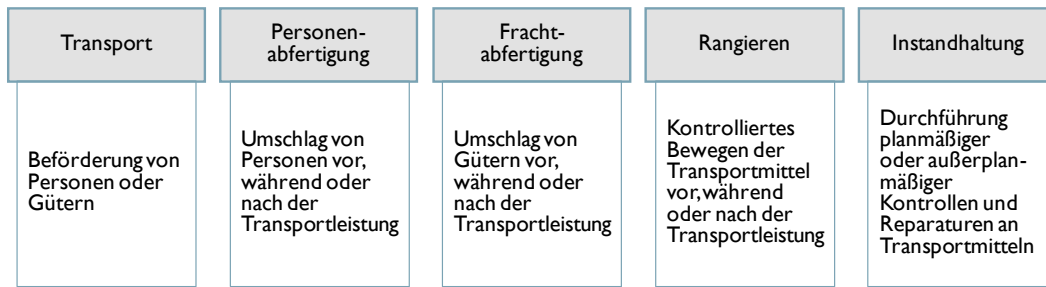 Transport
Beförderung von
Personen oder
Gütern
Personen-
abfertigung
Umschlag von
Personen vor,
während oder
nach der
Transportleistung
Fracht-
abfertigung
Umschlag von
Gütern vor,
während oder
nach der
Transportleistung
Rangieren
Kontrolliertes
Bewegen der
Transportmittel
vor, während
oder nach der
Transportleistung
Instandhaltung
Durchführung
planmäßiger
oder außerplan-
mäßiger
Kontrollen und
Reparaturen an
Transportmitteln